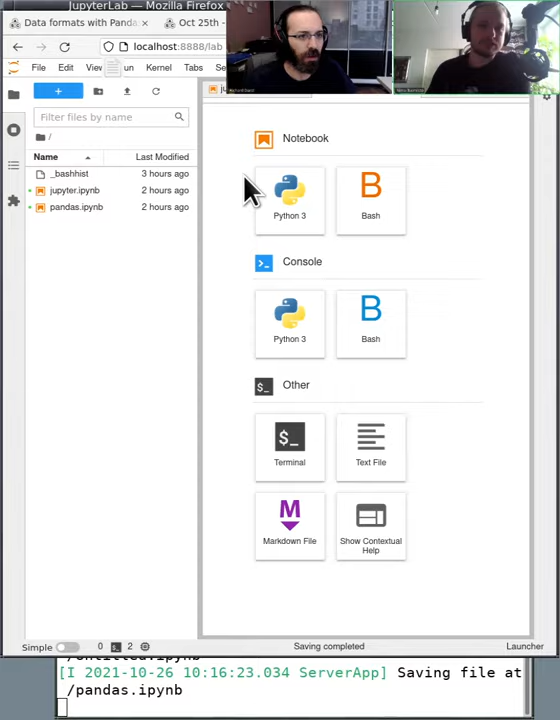 JupyterLab — Mozilla Firefox
Data formats with Panda
Oct 25th -
localhost:8888/lab
File
Edit
Kernel
Tabs
Filter files by name
/
Name
Last Modified
_bashhist
3 hours ago
jupyter.ipynb
2 hours ago
pandas.ipynb
2 hours ago
Notebook
Python 3
B
Bash
Console
Python 3
B
Bash
Other
$_
Terminal
Text File
M
Markdown File
Show Contextual
Help
Simple
0
2
Saving completed
Launcher
/Untitled.ipynb
[I 2021-10-26 10:16:23.034 ServerApp] Saving file at
/pandas.ipynb